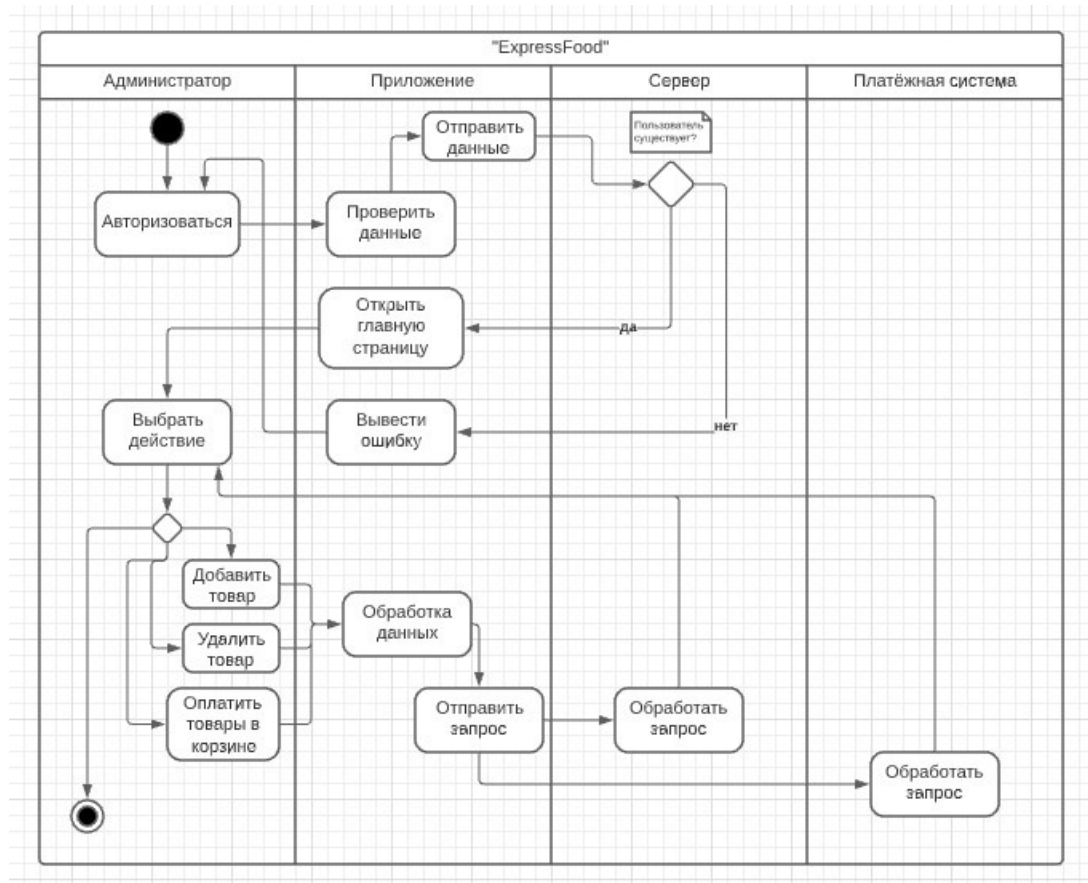 "ExpressFood"
Администратор
Приложение
Сервер
Платёжная система
Отправить
данные
Пользователь
существует?
Авторизоваться
Проверить
данные
Открыть
главную
страницу
да
Выбрать
действие
Вывести
ошибку
нет
Добавить
товар
Обработка
данных
Удалить
товар
Оплатить
товары в
корзине
Отправить
запрос
Обработать
запрос
Обработать
запрос